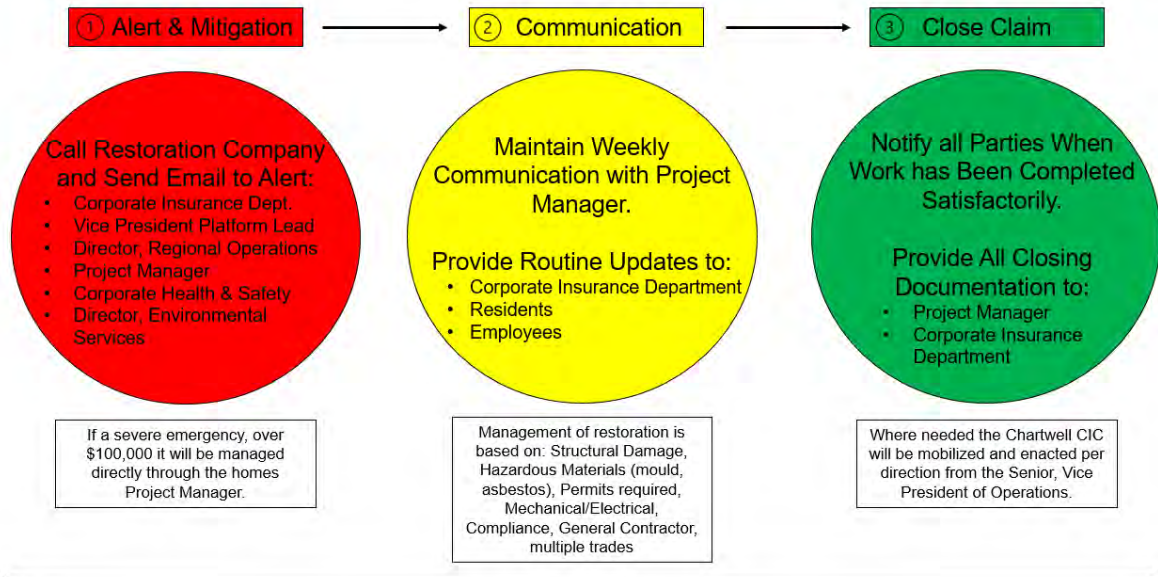 ① Alert & Mitigation
② Communication
③ Close Claim
Call Restoration Company
and Send Email to Alert:
• Corporate Insurance Dept.
• Vice President Platform Lead
• Director, Regional Operations
• Project Manager
• Corporate Health & Safety
• Director, Environmental
Services
Maintain Weekly
Communication with Project
Manager.
Provide Routine Updates to:
• Corporate Insurance Department
• Residents
• Employees
Notify all Parties When
Work has Been Completed
Satisfactorily.
Provide All Closing
Documentation to:
• Project Manager
• Corporate Insurance
Department
If a severe emergency, over
$100,000 it will be managed
directly through the homes
Project Manager.
Management of restoration is
based on: Structural Damage,
Hazardous Materials (mould,
asbestos), Permits required,
Mechanical/Electrical,
Compliance, General Contractor,
multiple trades
Where needed the Chartwell CIC
will be mobilized and enacted per
direction from the Senior, Vice
President of Operations.